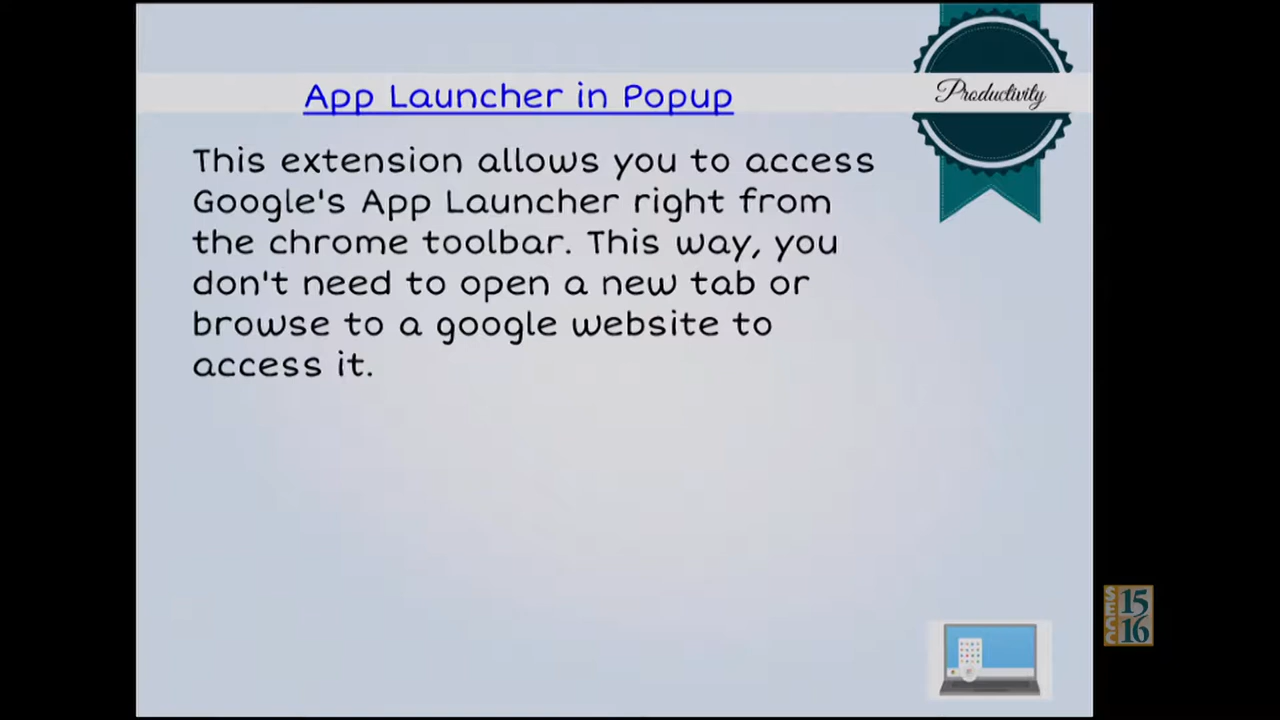 App Launcher in Popup
Productivity
This extension allows you to access
Google's App Launcher right from
the chrome toolbar. This way, you
don't need to open a new tab or
browse to a google website to
access it.
SECC
15
16